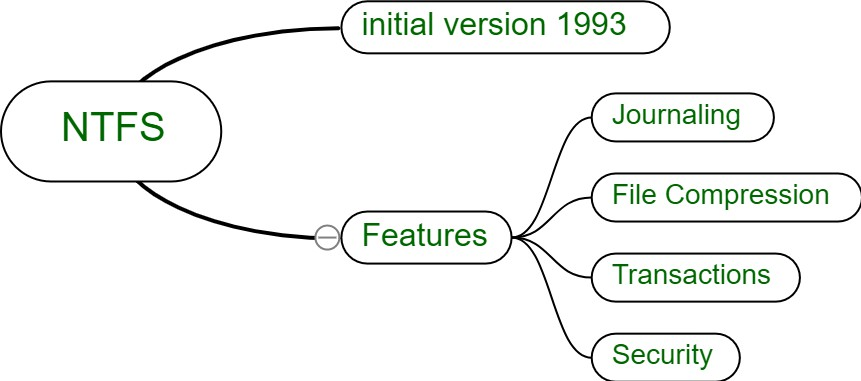 initial version 1993
NTFS
Journaling
File Compression
Features
Transactions
Security